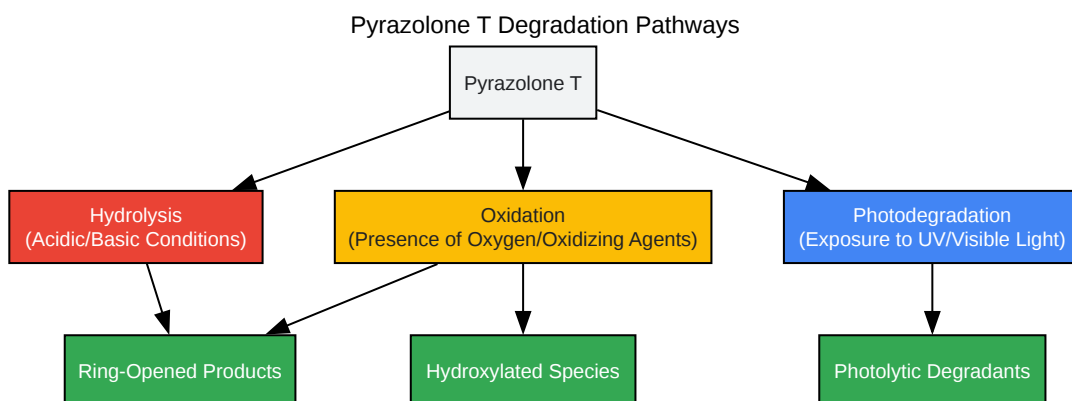 Pyrazolone T Degradation Pathways
Pyrazolone T
Hydrolysis
(Acidic/Basic Conditions)
Oxidation
(Presence of Oxygen/Oxidizing Agents)
Photodegradation
(Exposure to UV/Visible Light)
Ring-Opened Products
Hydroxylated Species
Photolytic Degradants